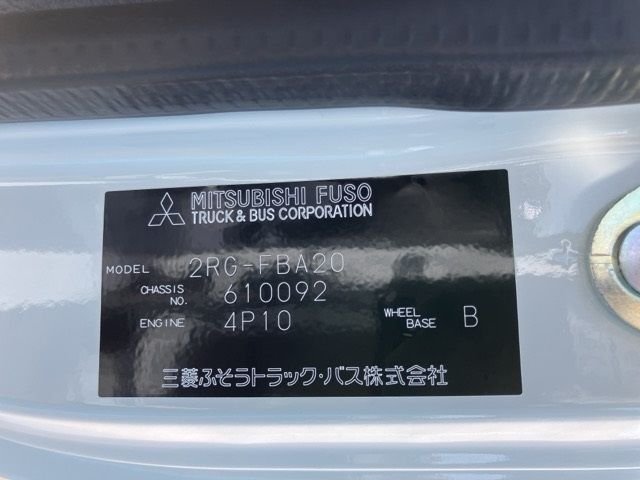 MITSUBISHI FUSO
TRUCK & BUS CORPORATION
MODEL 2RG-FBA20
CHASSIS NO. 610092
ENGINE 4P10 WHEEL BASE B
三菱ふそうトラック・バス株式会社